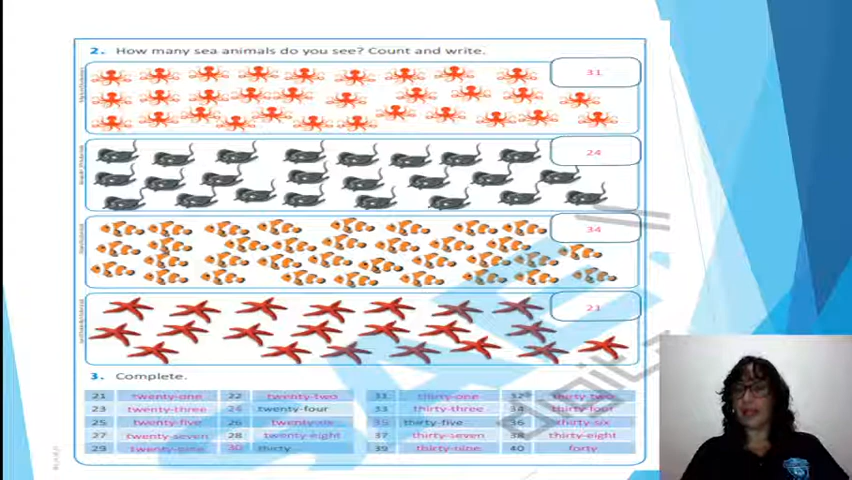 2. How many sea animals do you see? Count and write.
31
24
34
21
3. Complete.
21 twenty-one 22 twenty-two 31 thirty-one 32 thirty-two
23 twenty-three 24 twenty-four 33 thirty-three 34 thirty-four
25 twenty-five 26 twenty-six 35 thirty-five 36 thirty-six
27 twenty-seven 28 twenty-eight 37 thirty-seven 38 thirty-eight
29 twenty-nine 30 thirty 39 thirty-nine 40 forty